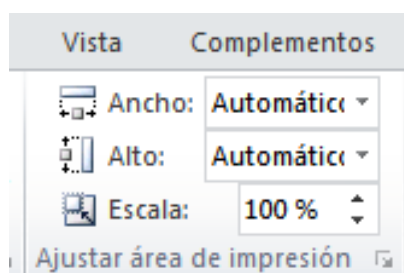 Vista Complementos
Ancho: Automátic
Alto: Automátic
Escala: 100 %
Ajustar área de impresión